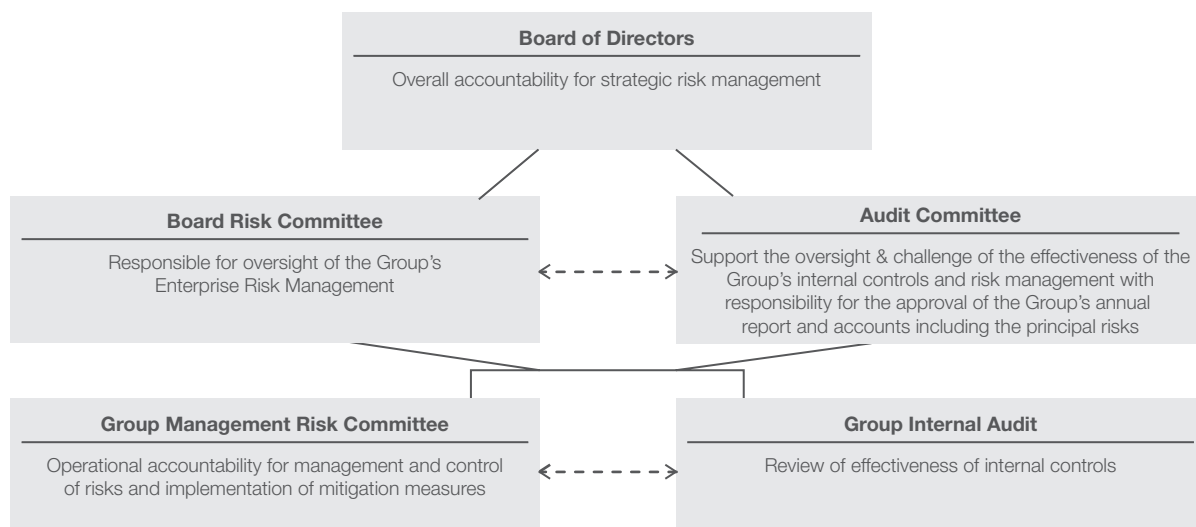 Board of Directors
Overall accountability for strategic risk management
Board Risk Committee
Responsible for oversight of the Group's
Enterprise Risk Management
Audit Committee
Support the oversight & challenge of the effectiveness of the
Group's internal controls and risk management with
responsibility for the approval of the Group's annual
report and accounts including the principal risks
Group Management Risk Committee
Operational accountability for management and control
of risks and implementation of mitigation measures
Group Internal Audit
Review of effectiveness of internal controls